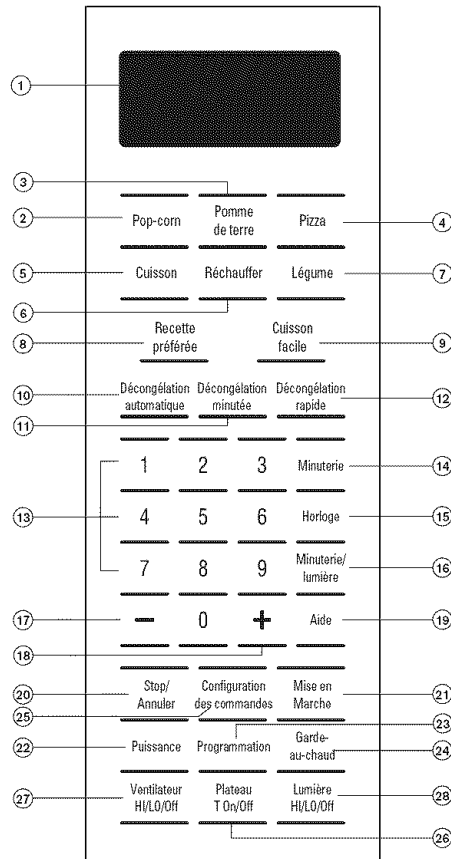 1
3
2 Pop-corn Pomme de terre Pizza 4
5 Cuisson Réchauffer Légume 7
6
8 Recette préférée Cuisson facile 9
10 Décongélation automatique Décongélation minutée Décongélation rapide 12
11
1 2 3 Minuterie 14
13 4 5 6 Horloge 15
7 8 9 Minuterie/ lumière 16
17 – 0 + Aide 19
18
20 Stop/ Annuler Configuration des commandes Mise en Marche 21
25 23
22 Puissance Programmation Garde- au-chaud 24
27 Ventilateur HI/LO/Off Plateau T On/Off Lumière HI/LO/Off 28
26